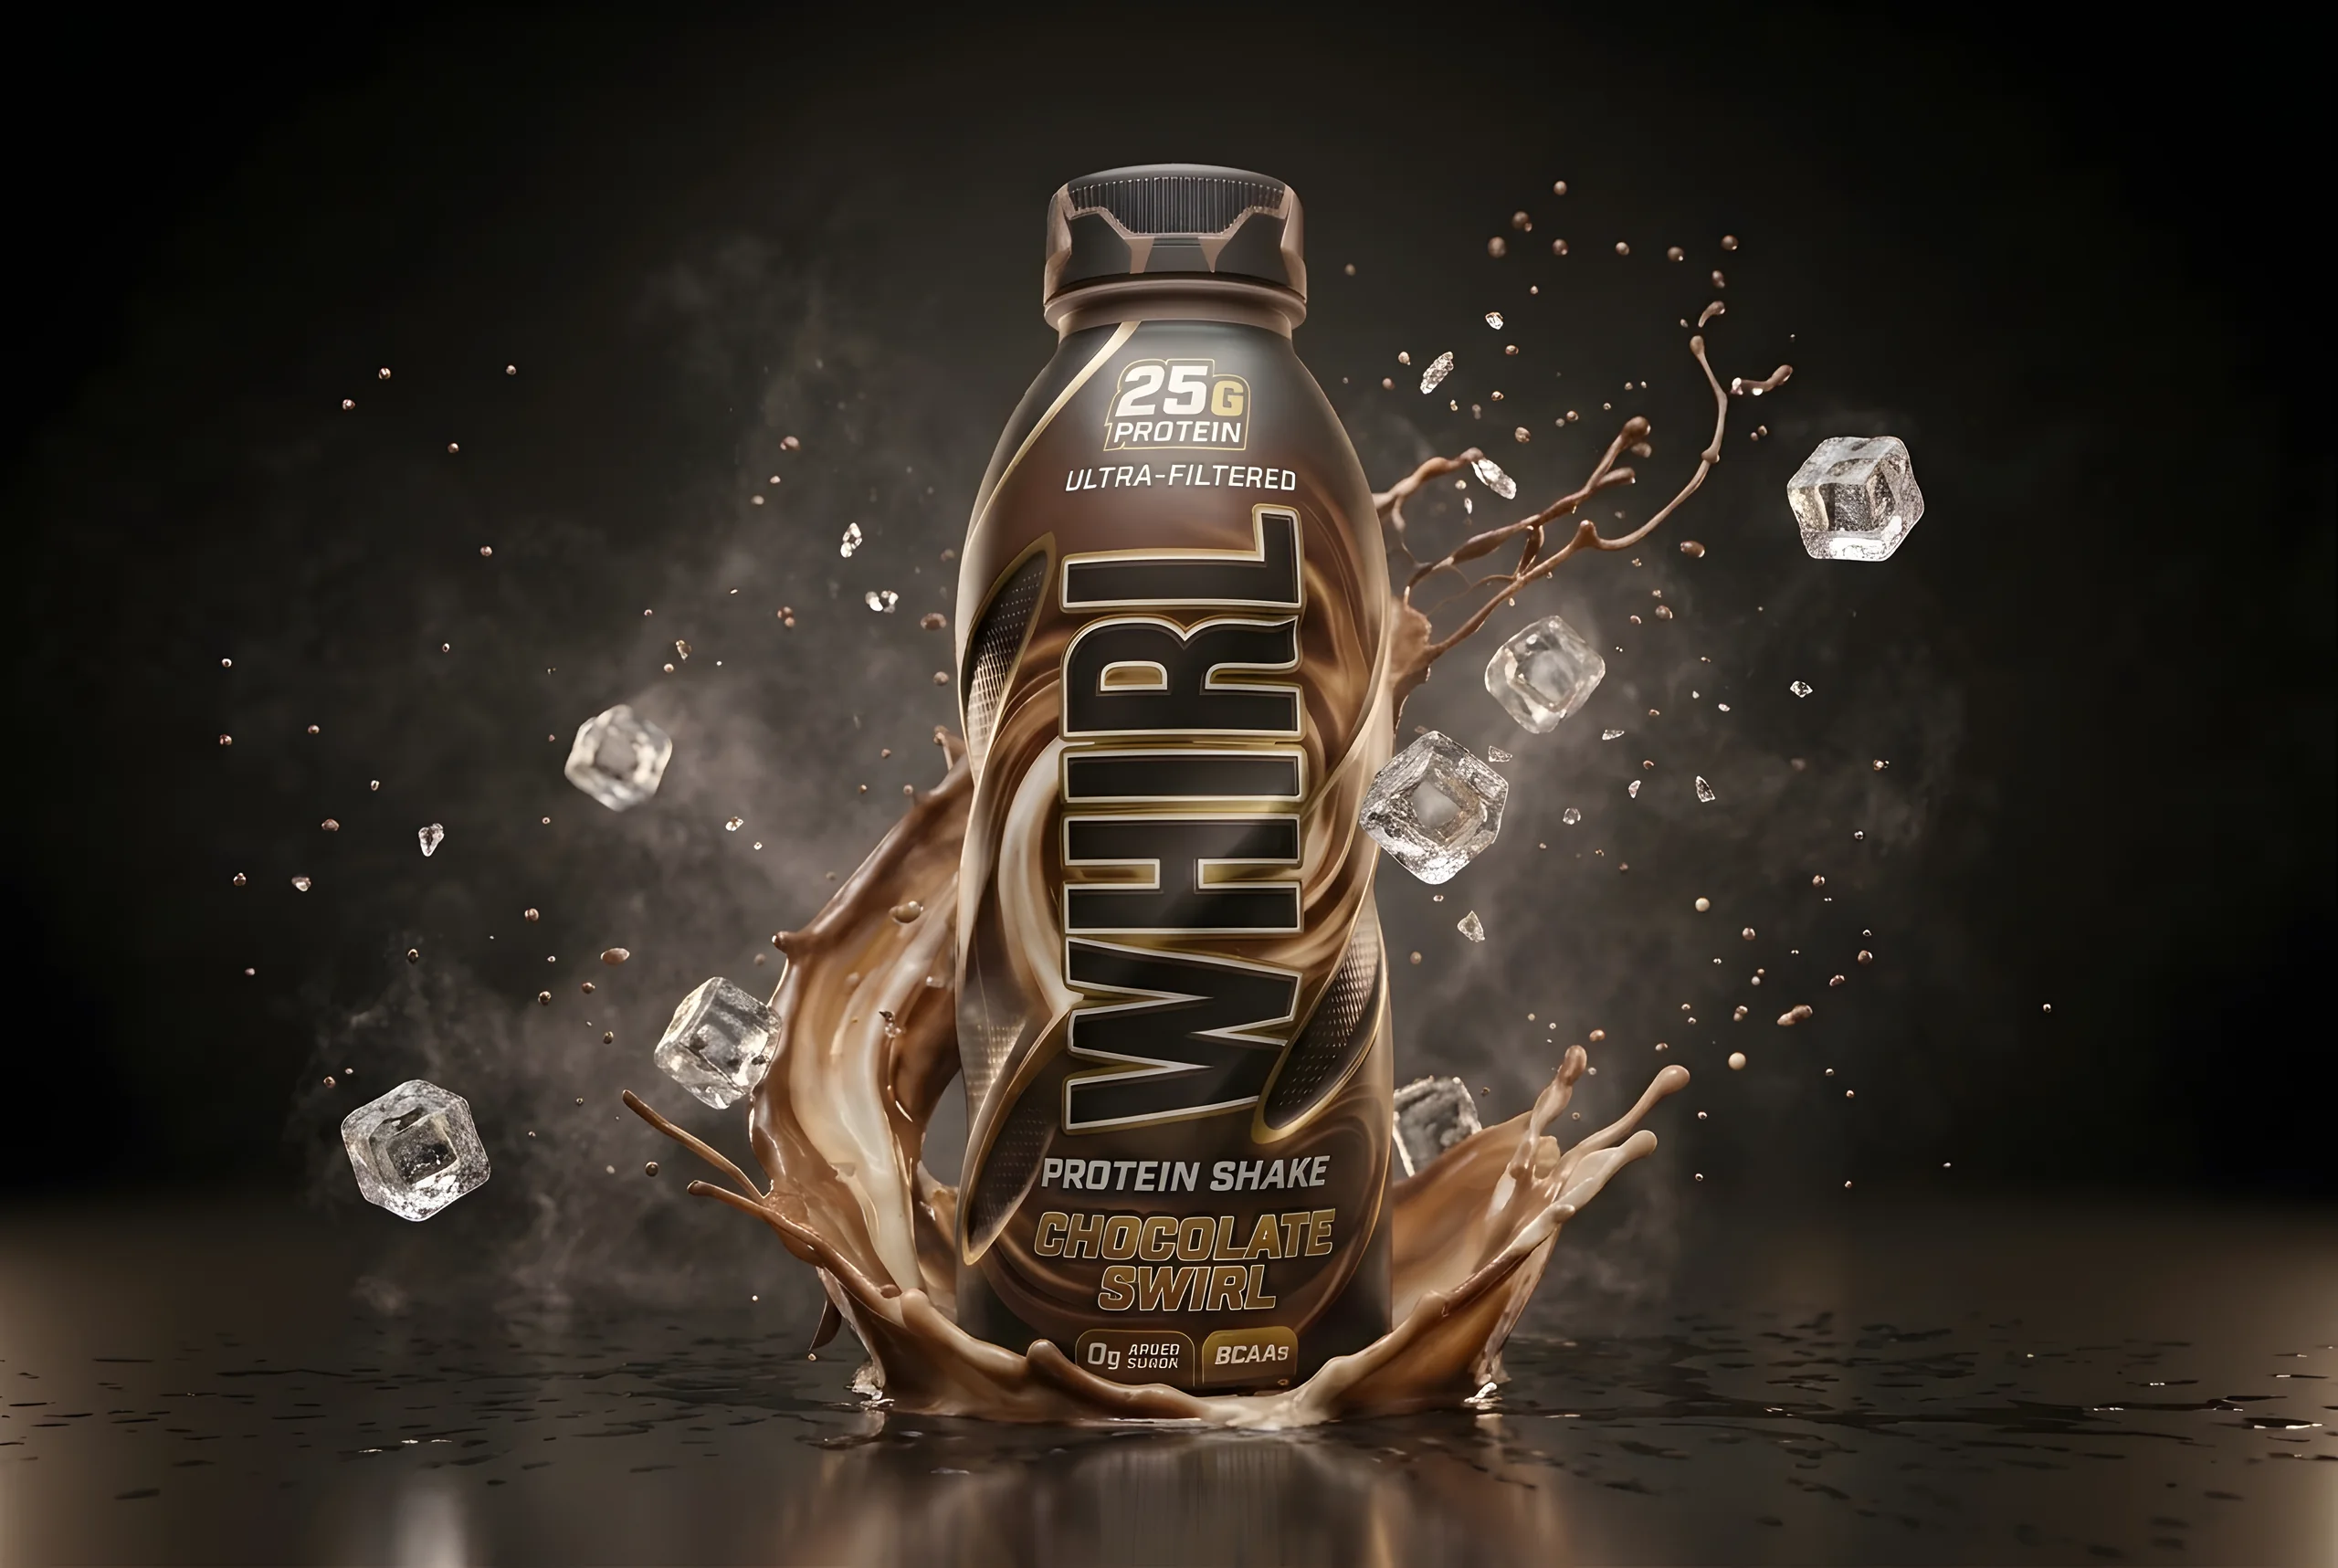 25G
PROTEIN
ULTRA-FILTERED
WHIRL
PROTEIN SHAKE
CHOCOLATE
SWIRL
0g
BCAAs